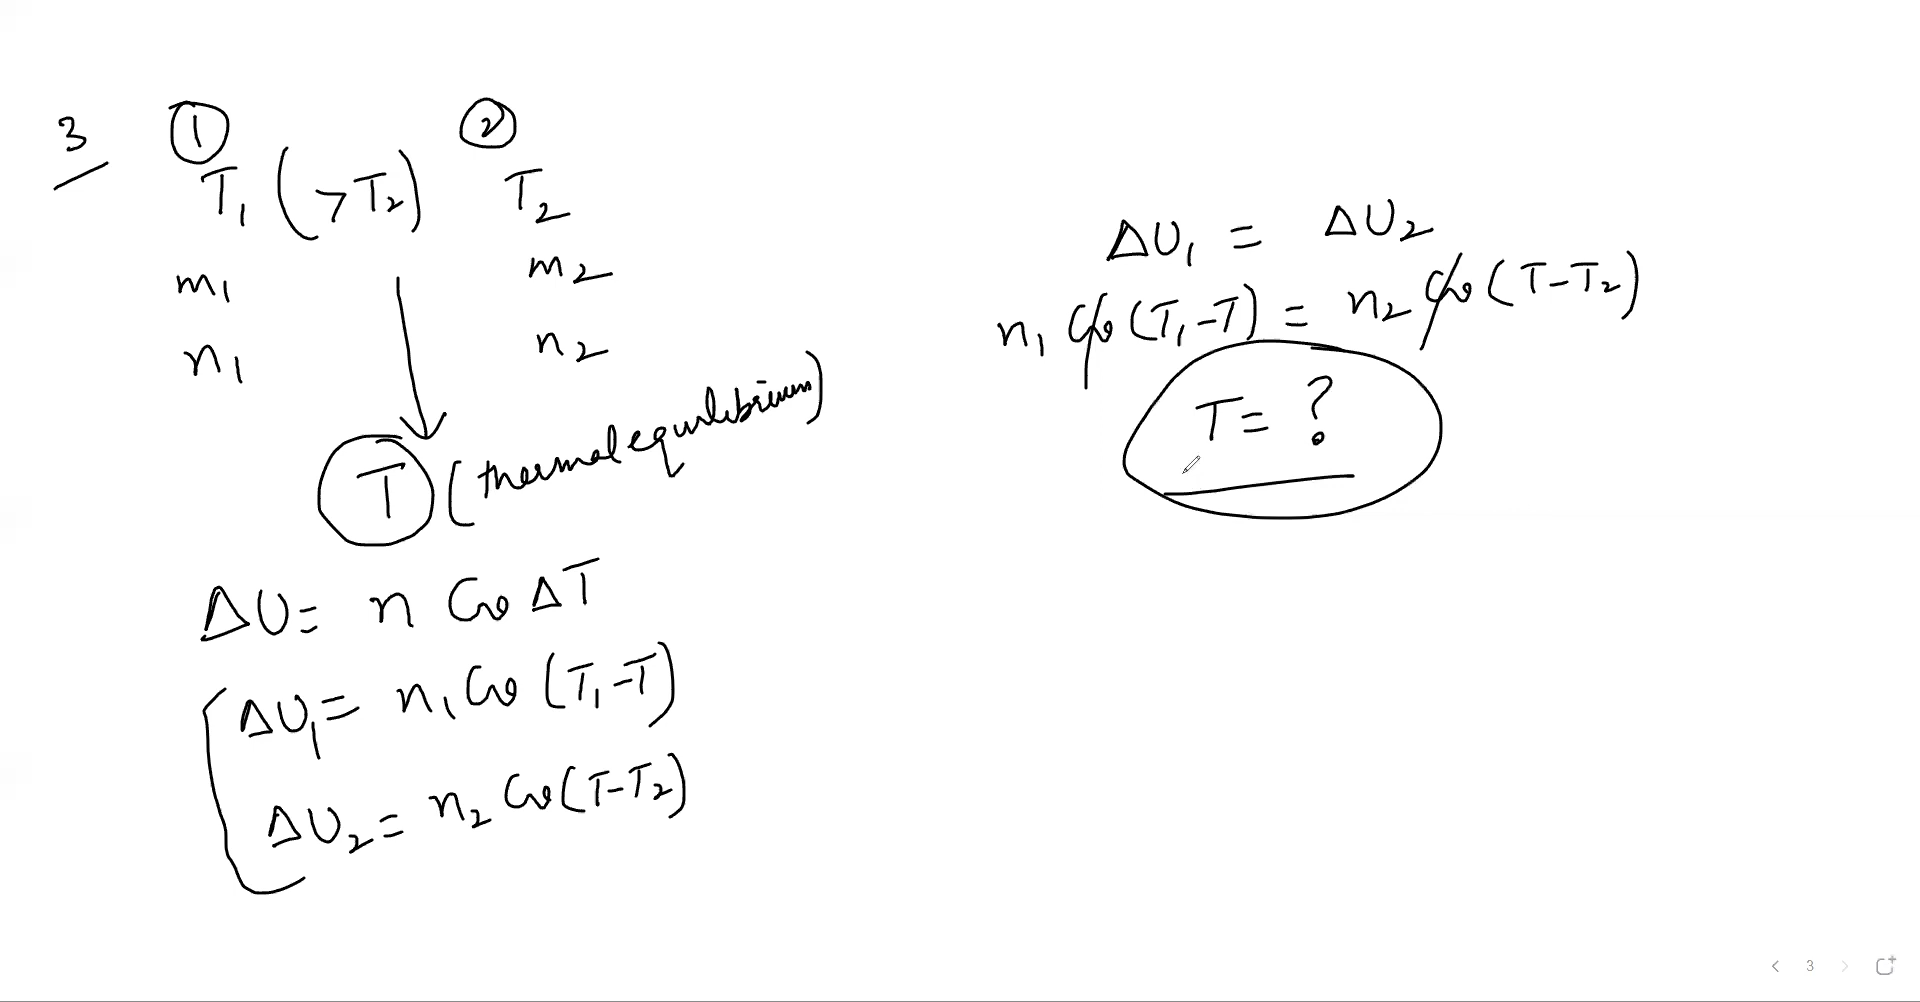 3 ① ②
T₁ (>T₂) T₂
m₁ m₂
n₁ n₂
T (thermal equilibrium)
ΔU = n Cv ΔT
ΔU₁ = n₁ Cv (T₁-T)
ΔU₂ = n₂ Cv (T-T₂)
ΔU₁ = ΔU₂
n₁ Cv (T₁-T) = n₂ Cv (T-T₂)
T = ?
3